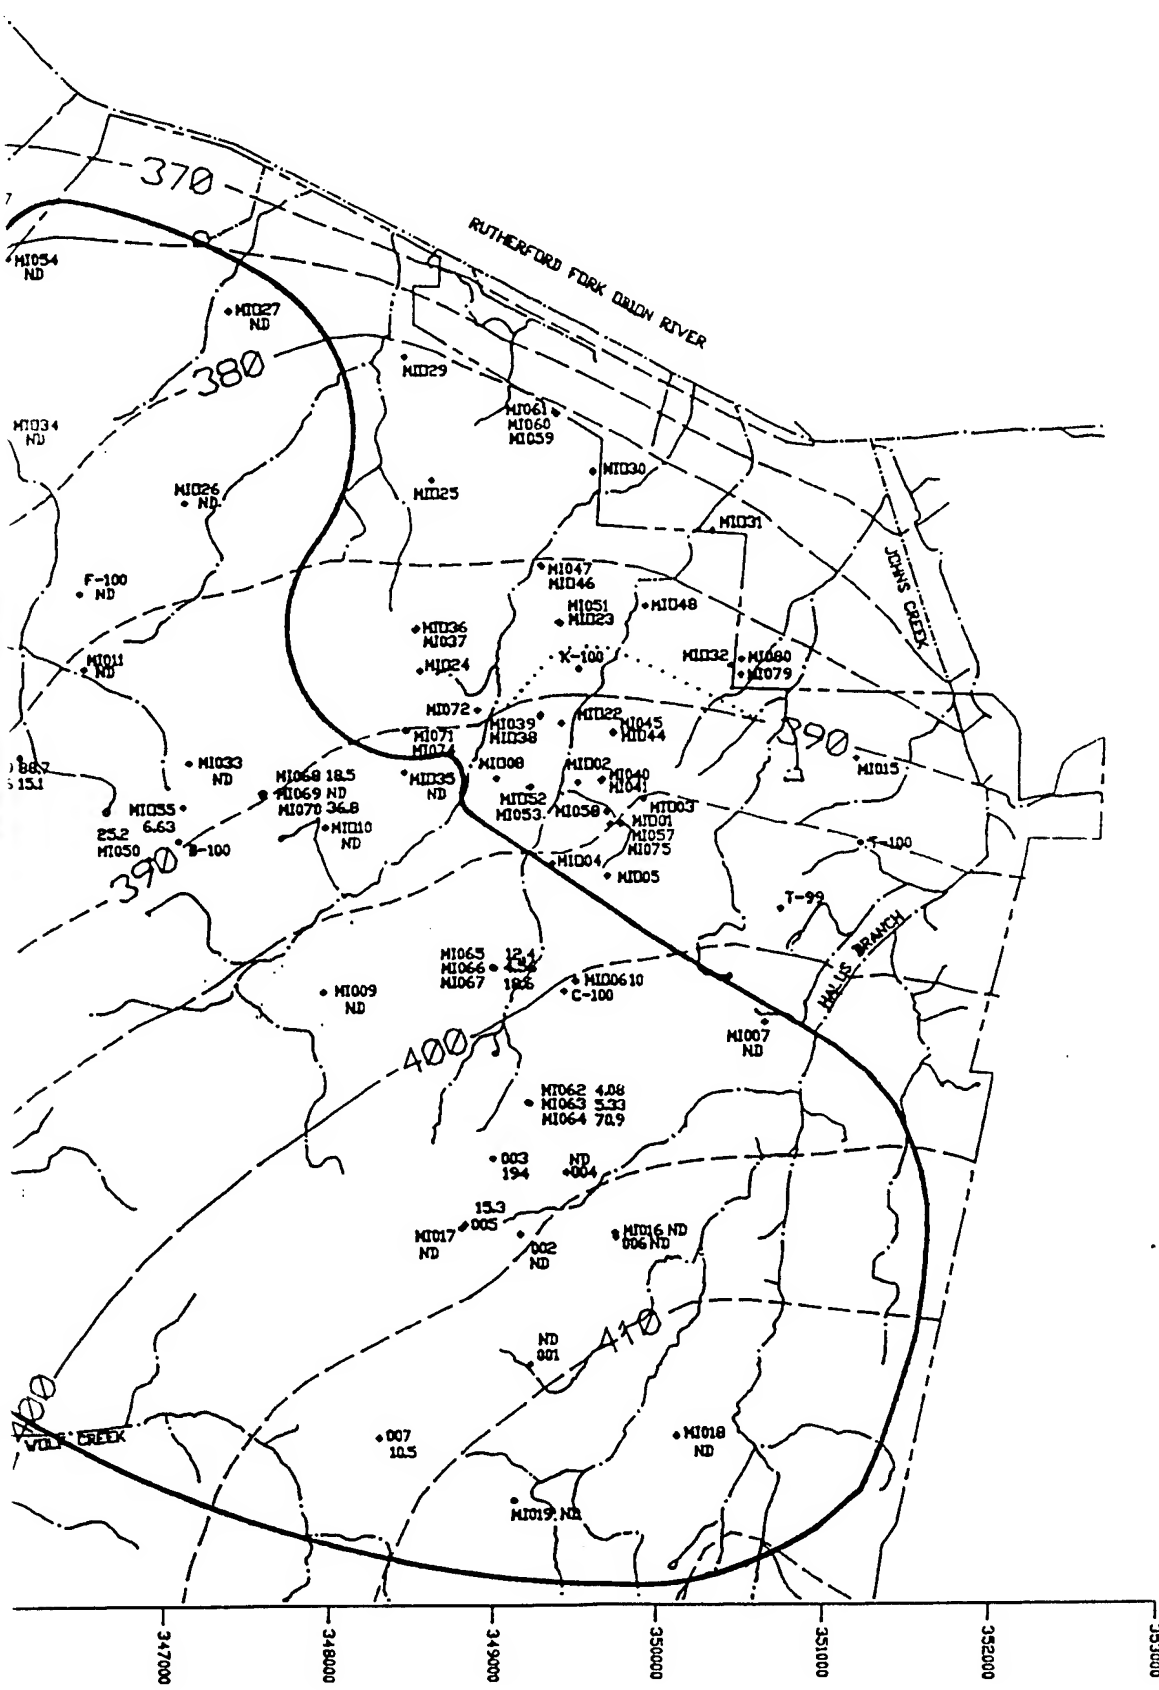 370
7
RUTHERFORD FORK OBION RIVER
MI054
ND
MI027
ND
380
MI029
MI034
ND
MI061
MI060
MI059
MI030
MI026
ND
MI025
MI031
JOHNS CREEK
MI047
MI046
F-100
ND
MI051
MI023
MI048
MI036
MI037
MI011
ND
MI024
K-100
MI032
MI080
MI079
MI072
MI039
MI038
MI022
MI045
MI044
390
MI071
MI074
MI015
88.7
15.1
MI033
ND
MI068 18.5
MI069 ND
MI070 36.8
MI035
ND
MI008
MI002
MI040
MI041
MI052
MI053
MI058
MI003
MI055
6.63
MI010
ND
MI001
MI057
MI075
25.2
MI050
B-100
390
MI004
MI005
T-100
T-99
HALLS BRANCH
MI065 12.4
MI066 4.56
MI067 18.6
MI009
ND
MI00610
C-100
MI007
ND
400
MI062 4.08
MI063 5.33
MI064 70.9
003
194
ND
004
15.3
005
MI017
ND
002
ND
MI016 ND
006 ND
410
ND
001
400
WOLF CREEK
007
10.5
MI018
ND
MI019 ND
347000
348000
349000
350000
351000
352000
353000